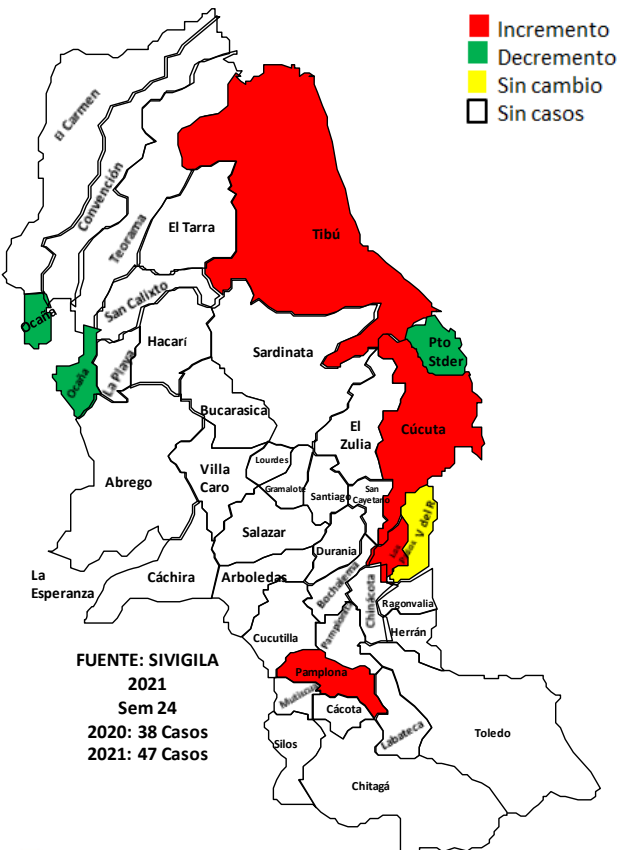 Incremento
Decremento
Sin cambio
Sin casos
El Carmen
Convención
Teorama
El Tarra
Tibú
San Calixto
Ocaña
Hacarí
La Playa
Ocaña
Sardinata
Pto
Stder
Bucarasica
El
Zulia
Cúcuta
Abrego
Villa
Caro
Lourdes
Gramalote
Santiago
San
Cayetano
V del R
Salazar
Durania
La
Esperanza
Cáchira
Arboledas
Bochalema
Chinácota
Ragonvalia
Pamplonita
Herrán
Cucutilla
FUENTE: SIVIGILA
2021
Sem 24
2020: 38 Casos
2021: 47 Casos
Pamplona
Mutiscua
Cácota
Labateca
Toledo
Silos
Chitagá